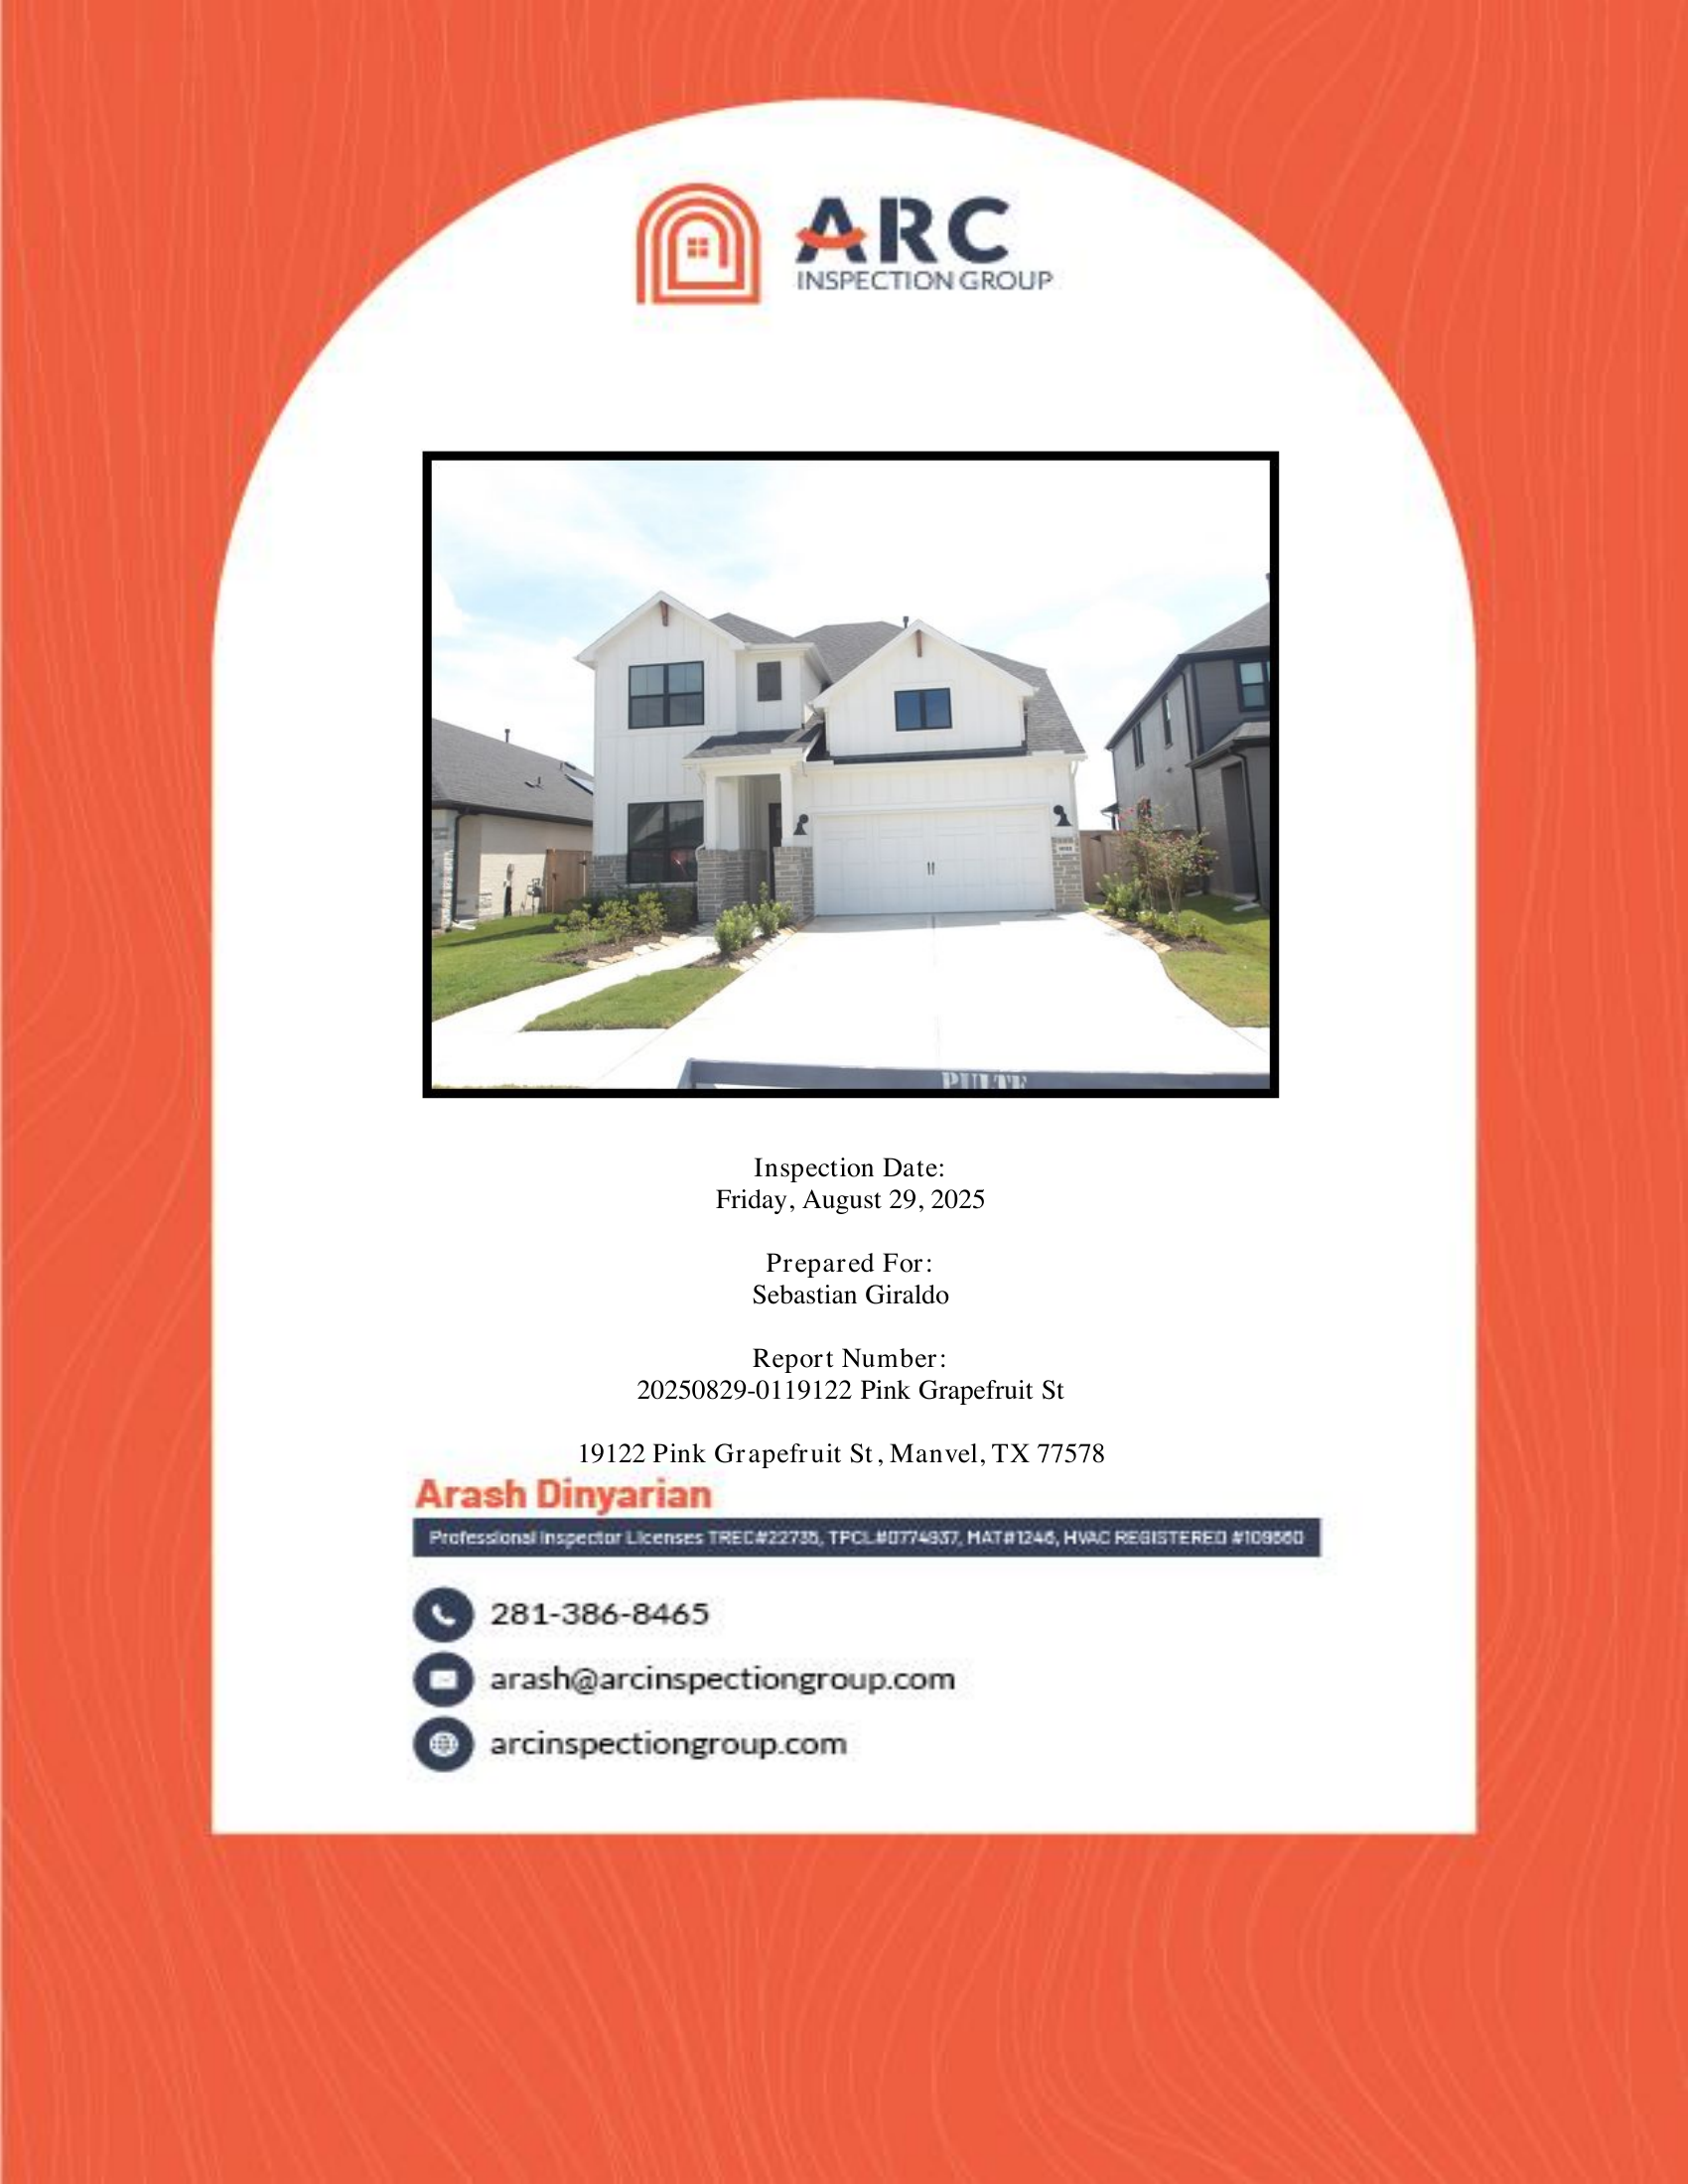 ARC
INSPECTION GROUP
PULTE
Inspection Date:
Friday, August 29, 2025
Prepared For:
Sebastian Giraldo
Report Number:
20250829-0119122 Pink Grapefruit St
19122 Pink Grapefruit St, Manvel, TX 77578
Arash Dinyarian
Professional Inspector Licenses TREC#22735, TPCL#0774937, MAT#1246, HVAC REGISTERED
281-386-8465
arash@arcinspectiongroup.com
arcinspectiongroup.com